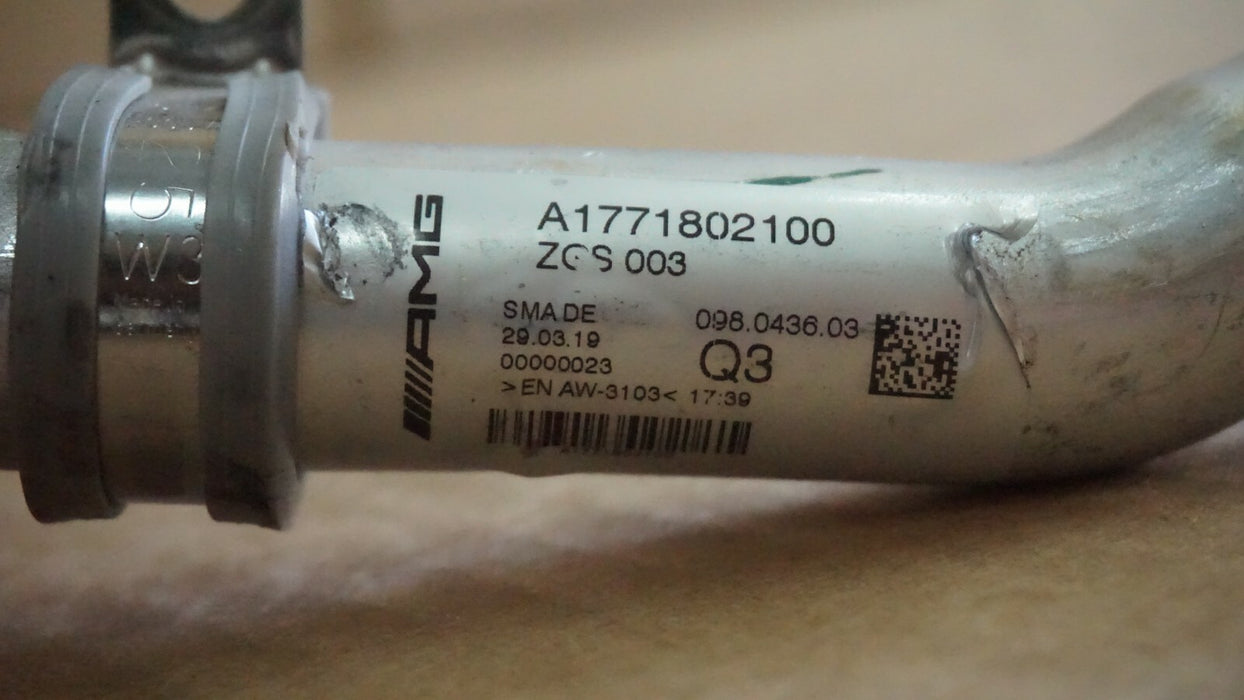 AMG
A1771802100
ZGS 003
SMA DE
29.03.19
00000023
>EN AW-3103< 17:39
098.0436.03
Q3
W3